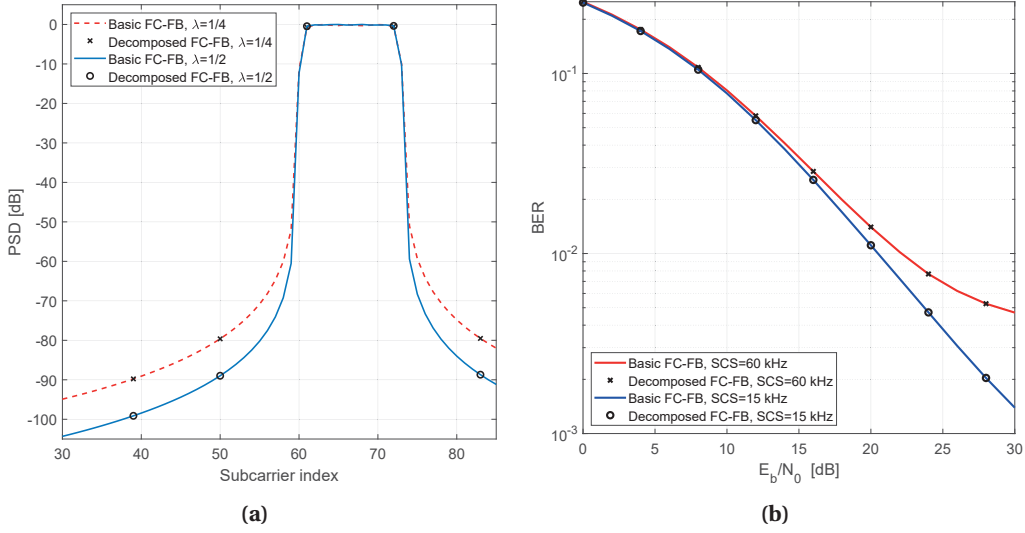 Basic FC-FB, λ=1/4
Decomposed FC-FB, λ=1/4
Basic FC-FB, λ=1/2
Decomposed FC-FB, λ=1/2
0
-10
-20
-30
-40
-50
-60
-70
-80
-90
-100
PSD [dB]
30 40 50 60 70 80
Subcarrier index
(a)
10-1
10-2
10-3
BER
Basic FC-FB, SCS=60 kHz
Decomposed FC-FB, SCS=60 kHz
Basic FC-FB, SCS=15 kHz
Decomposed FC-FB, SCS=15 kHz
0 5 10 15 20 25 30
Eb/N0 [dB]
(b)